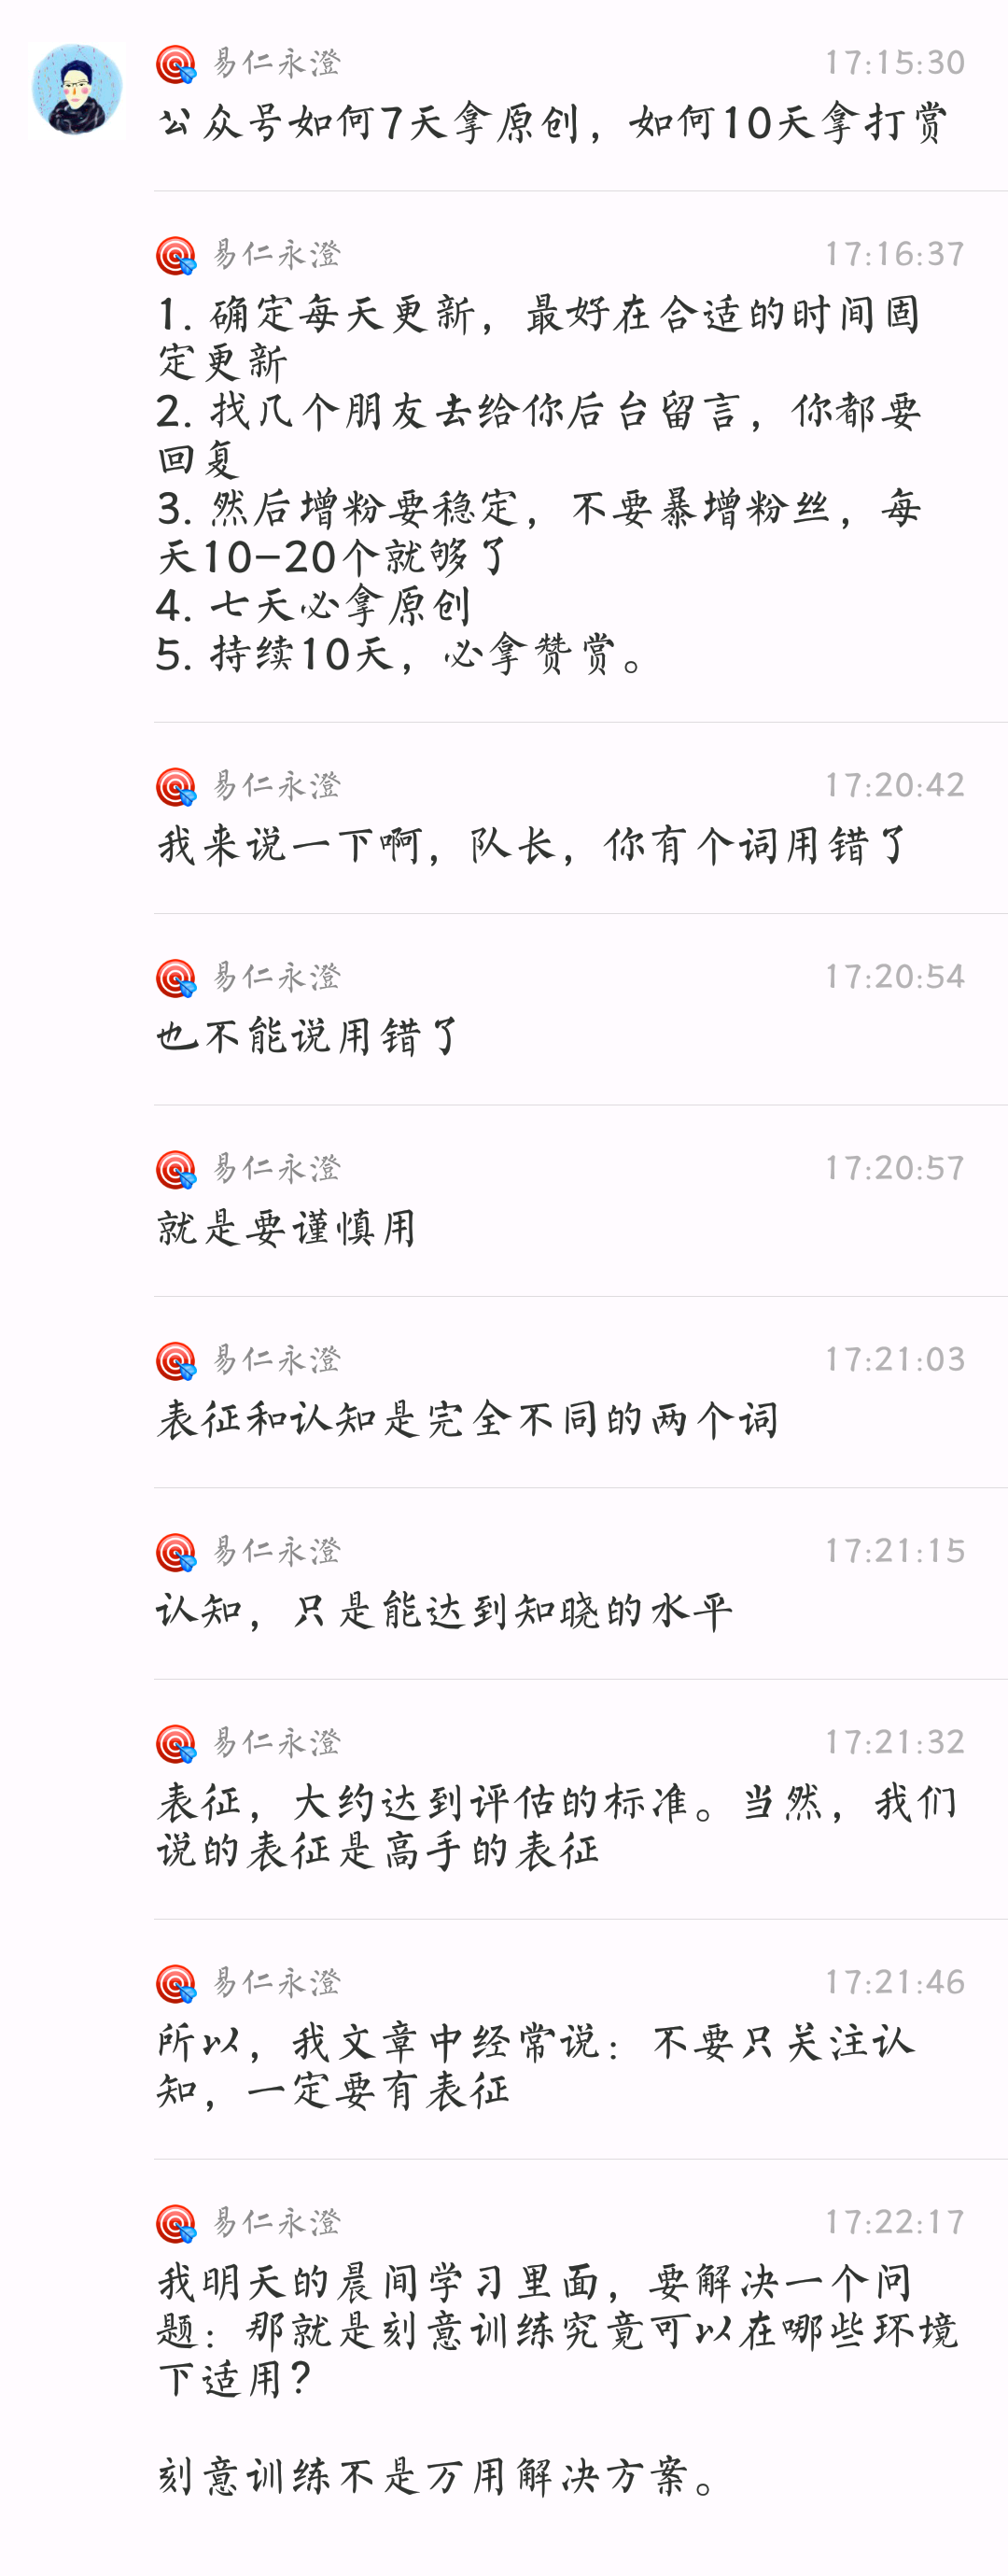 易仁永澄 17:15:30
公众号如何7天拿原创，如何10天拿打赏
易仁永澄 17:16:37
1. 确定每天更新，最好在合适的时间固
定更新
2. 找几个朋友去给你后台留言，你都要
回复
3. 然后增粉要稳定，不要暴增粉丝，每
天10-20个就够了
4. 七天必拿原创
5. 持续10天，必拿赞赏。
易仁永澄 17:20:42
我来说一下啊，队长，你有个词用错了
易仁永澄 17:20:54
也不能说用错了
易仁永澄 17:20:57
就是要谨慎用
易仁永澄 17:21:03
表征和认知是完全不同的两个词
易仁永澄 17:21:15
认知，只是能达到知晓的水平
易仁永澄 17:21:32
表征，大约达到评估的标准。当然，我们
说的表征是高手的表征
易仁永澄 17:21:46
所以，我文章中经常说：不要只关注认
知，一定要有表征
易仁永澄 17:22:17
我明天的晨间学习里面，要解决一个问
题：那就是刻意训练究竟可以在哪些环境
下适用？
刻意训练不是万用解决方案。